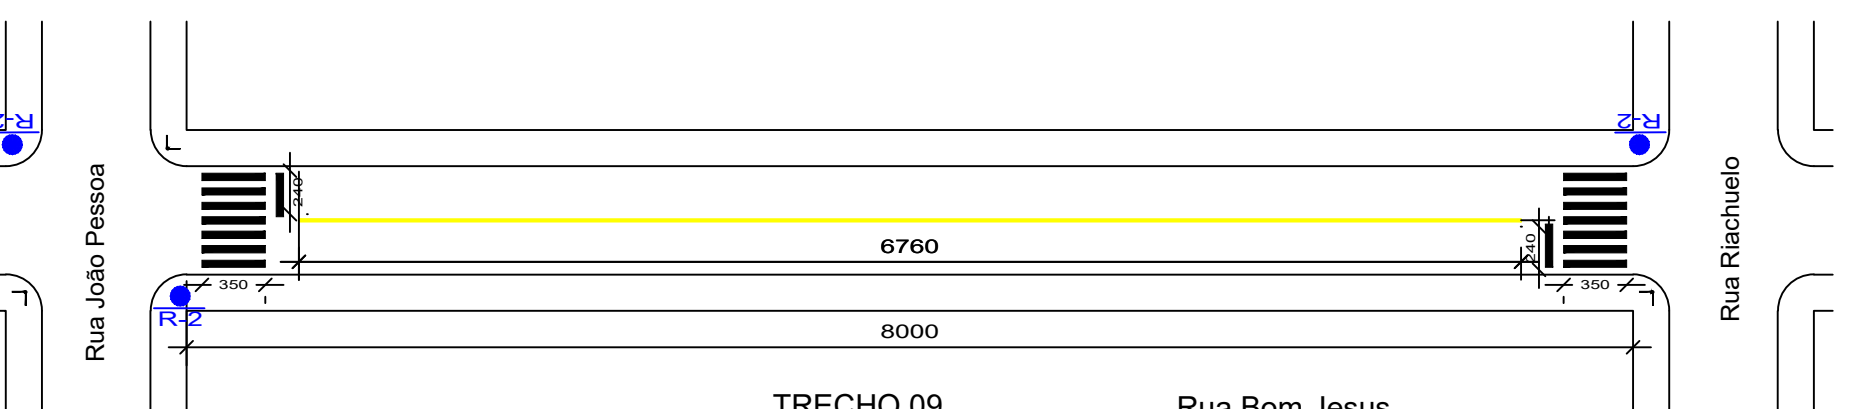 R-2
R-2
Rua João Pessoa
240
6760
240
Rua Riachuelo
350
350
R-2
8000
TRECHO 09
Rua Bom Jesus